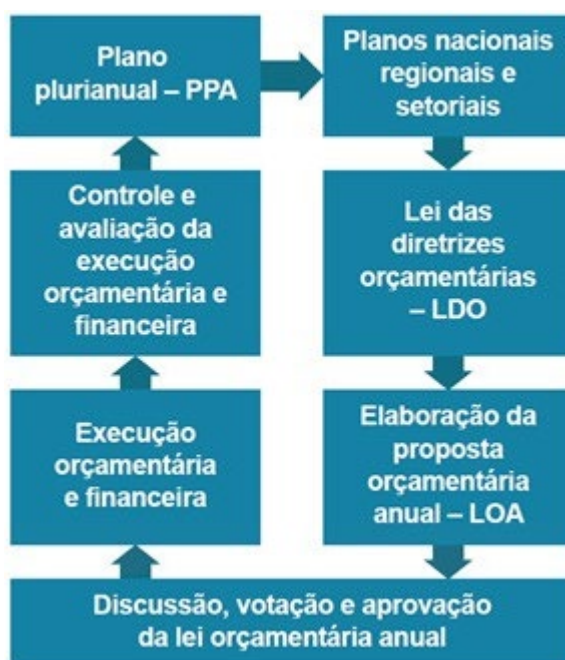 Plano
plurianual – PPA
Planos nacionais
regionais e
setoriais
Lei das
diretrizes
orçamentárias
– LDO
Elaboração da
proposta
orçamentária
anual – LOA
Discussão, votação e aprovação
da lei orçamentária anual
Execução
orçamentária
e financeira
Controle e
avaliação da
execução
orçamentária e
financeira